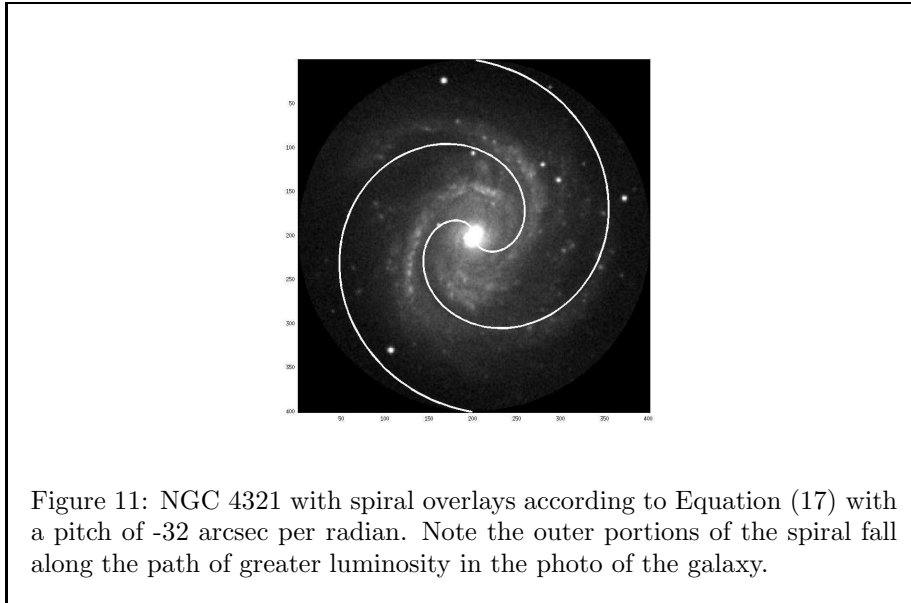 50
100
150
200
250
300
350
400
50 100 150 200 250 300 350 400
Figure 11: NGC 4321 with spiral overlays according to Equation (17) with
a pitch of -32 arcsec per radian. Note the outer portions of the spiral fall
along the path of greater luminosity in the photo of the galaxy.